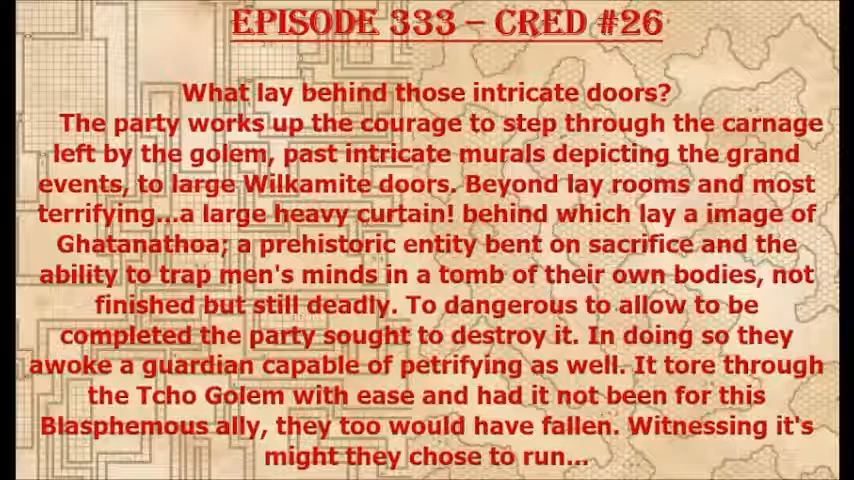 EPISODE 333 – CRED #26
What lay behind those intricate doors?
The party works up the courage to step through the carnage
left by the golem, past intricate murals depicting the grand
events, to large Wilkamite doors. Beyond lay rooms and most
terrifying...a large heavy curtain! behind which lay a image of
Ghatanathoa; a prehistoric entity bent on sacrifice and the
ability to trap men's minds in a tomb of their own bodies, not
finished but still deadly. To dangerous to allow to be
completed the party sought to destroy it. In doing so they
awoke a guardian capable of petrifying as well. It tore through
the Tcho Golem with ease and had it not been for this
Blasphemous ally, they too would have fallen. Witnessing it's
might they chose to run...